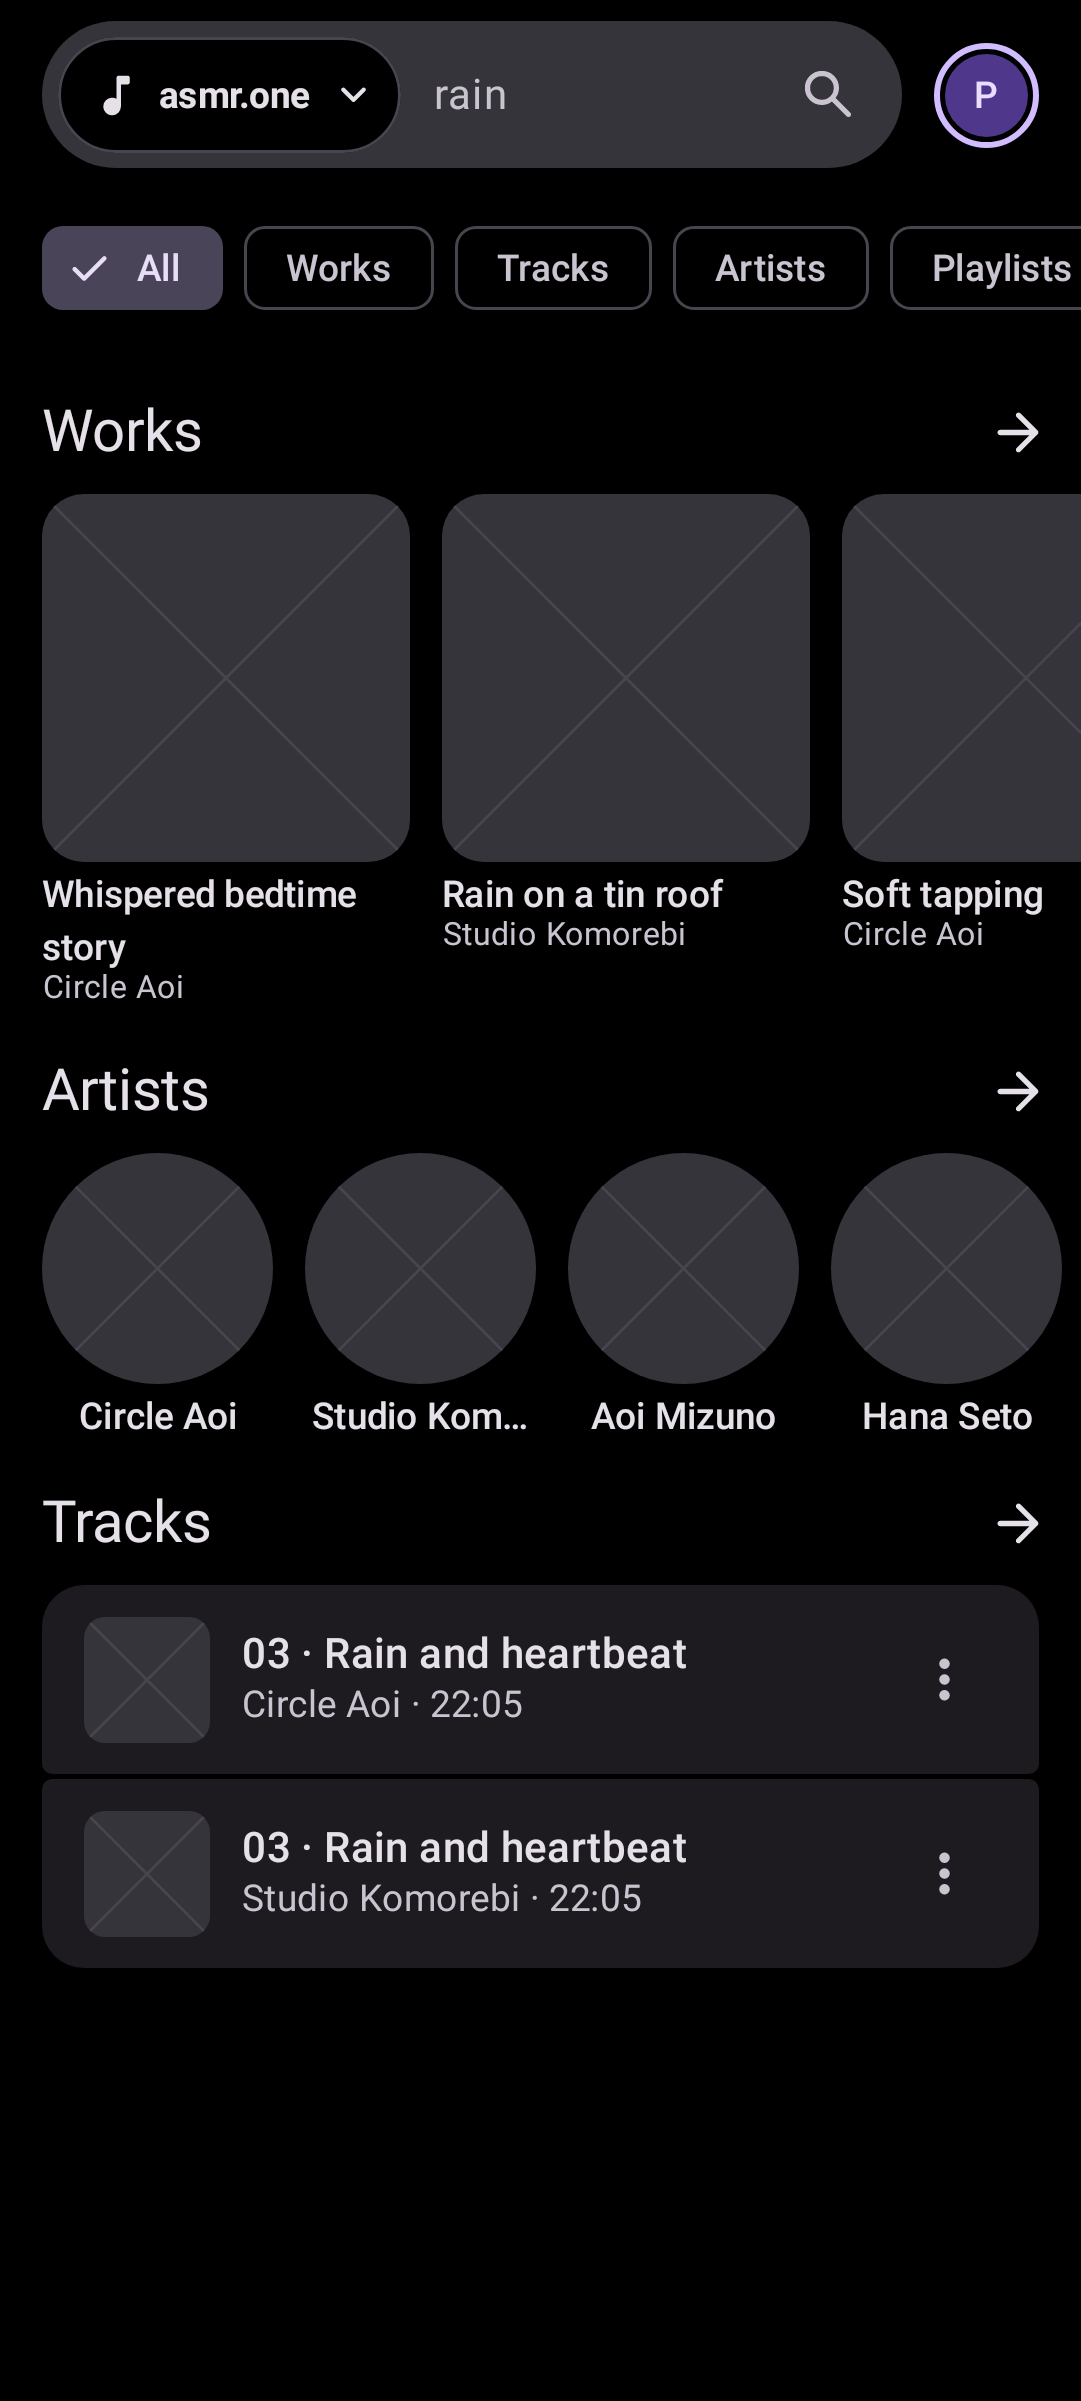 asmr.one
rain
P
All
Works
Tracks
Artists
Playlists
Works
Whispered bedtime
story
Circle Aoi
Rain on a tin roof
Studio Komorebi
Soft tapping
Circle Aoi
Artists
Circle Aoi
Studio Kom...
Aoi Mizuno
Hana Seto
Tracks
03 · Rain and heartbeat
Circle Aoi · 22:05
03 · Rain and heartbeat
Studio Komorebi · 22:05